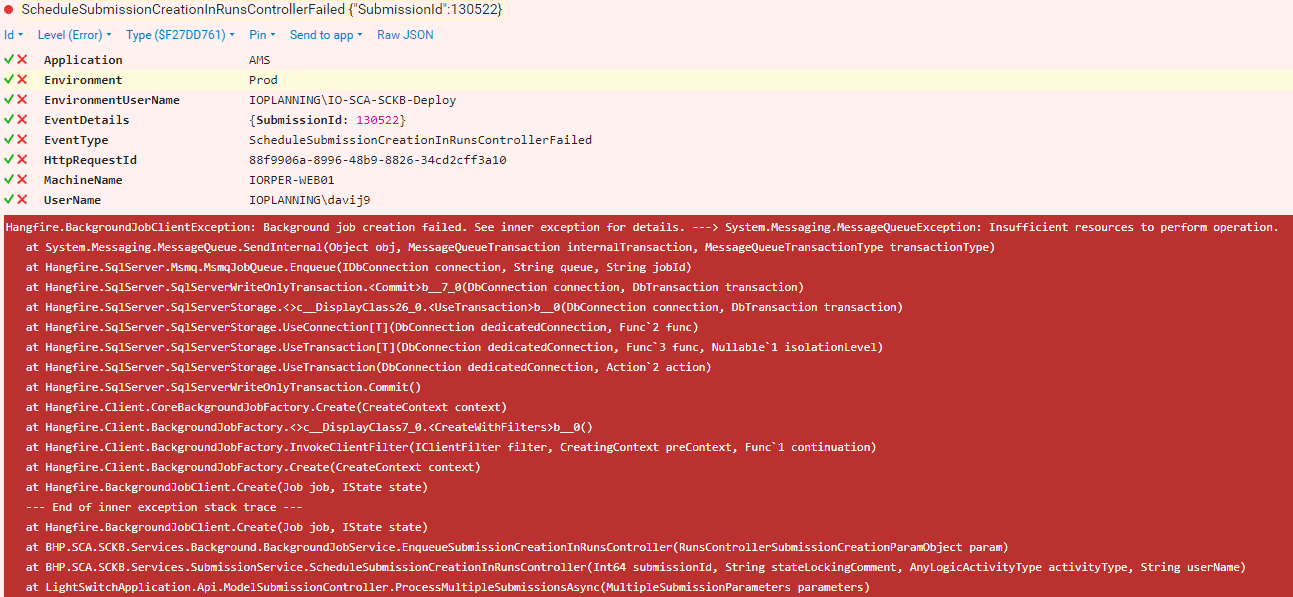 ScheduleSubmissionCreationInRunsControllerFailed {"SubmissionId":130522}
Id Level (Error) Type ($F27DD761) Pin Send to app Raw JSON
Application AMS
Environment Prod
EnvironmentUserName IOPLANNING\IO-SCA-SCKB-Deploy
EventDetails {SubmissionId: 130522}
EventType ScheduleSubmissionCreationInRunsControllerFailed
HttpRequestId 88f9906a-8996-48b9-8826-34cd2cff3a10
MachineName IORPER-WEB01
UserName IOPLANNING\davij9
Hangfire.BackgroundJobClientException: Background job creation failed. See inner exception for details. ---> System.Messaging.MessageQueueException: Insufficient resources to perform operation.
at System.Messaging.MessageQueue.SendInternal(Object obj, MessageQueueTransaction internalTransaction, MessageQueueTransactionType transactionType)
at Hangfire.SqlServer.Msmq.MsmqJobQueue.Enqueue(IDbConnection connection, String queue, String jobId)
at Hangfire.SqlServer.SqlServerWriteOnlyTransaction.<Commit>b__7_0(DbConnection connection, DbTransaction transaction)
at Hangfire.SqlServer.SqlServerStorage.<>c__DisplayClass26_0.<UseTransaction>b__0(DbConnection connection, DbTransaction transaction)
at Hangfire.SqlServer.SqlServerStorage.UseConnection[T](DbConnection dedicatedConnection, Func`2 func)
at Hangfire.SqlServer.SqlServerStorage.UseTransaction[T](DbConnection dedicatedConnection, Func`3 func, Nullable`1 isolationLevel)
at Hangfire.SqlServer.SqlServerStorage.UseTransaction(DbConnection dedicatedConnection, Action`2 action)
at Hangfire.SqlServer.SqlServerWriteOnlyTransaction.Commit()
at Hangfire.Client.CoreBackgroundJobFactory.Create(CreateContext context)
at Hangfire.Client.BackgroundJobFactory.<>c__DisplayClass7_0.<CreateWithFilters>b__0()
at Hangfire.Client.BackgroundJobFactory.InvokeClientFilter(IClientFilter filter, CreatingContext preContext, Func`1 continuation)
at Hangfire.Client.BackgroundJobFactory.Create(CreateContext context)
at Hangfire.BackgroundJobClient.Create(Job job, IState state)
--- End of inner exception stack trace ---
at Hangfire.BackgroundJobClient.Create(Job job, IState state)
at BHP.SCA.SCKB.Services.Background.BackgroundJobService.EnqueueSubmissionCreationInRunsController(RunsControllerSubmissionCreationParamObject param)
at BHP.SCA.SCKB.Services.SubmissionService.ScheduleSubmissionCreationInRunsController(Int64 submissionId, String stateLockingComment, AnyLogicActivityType activityType, String userName)
at LightSwitchApplication.Api.ModelSubmissionController.ProcessMultipleSubmissionsAsync(MultipleSubmissionParameters parameters)